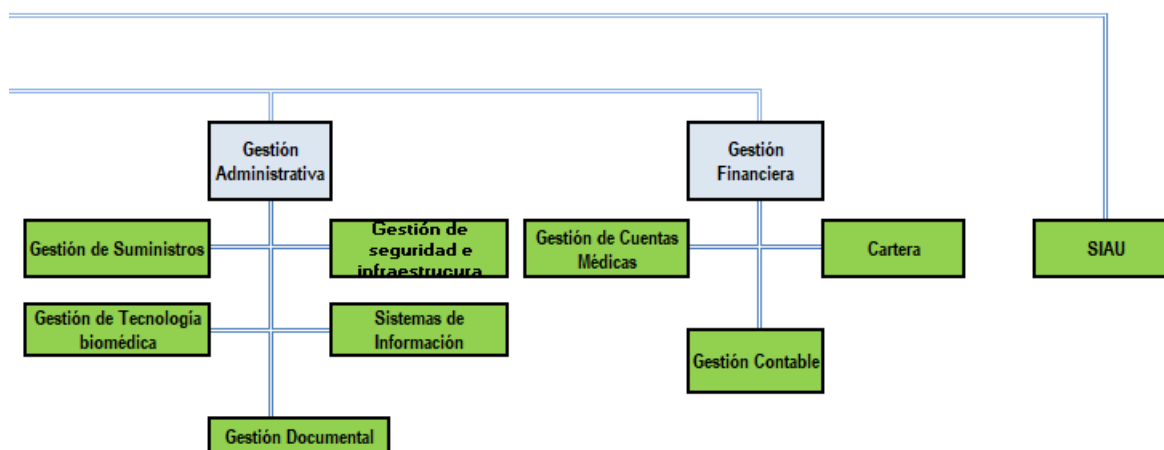 Gestión
Administrativa
Gestión
Financiera
Gestión de Suministros
Gestión de
seguridad e
infraestrucura
Gestión de Cuentas
Médicas
Cartera
SIAU
Gestión de Tecnología
biomédica
Sistemas de
Información
Gestión Contable
Gestión Documental